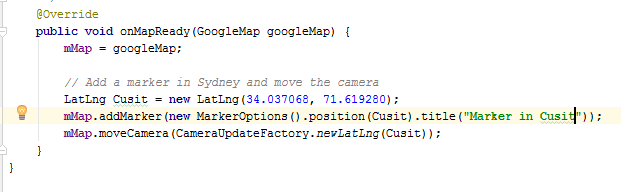 @Override
public void onMapReady(GoogleMap googleMap) {
mMap = googleMap;
// Add a marker in Sydney and move the camera
LatLng Cusit = new LatLng(34.037068, 71.619280);
mMap.addMarker(new MarkerOptions().position(Cusit).title("Marker in Cusit"));
mMap.moveCamera(CameraUpdateFactory.newLatLng(Cusit));
}
}